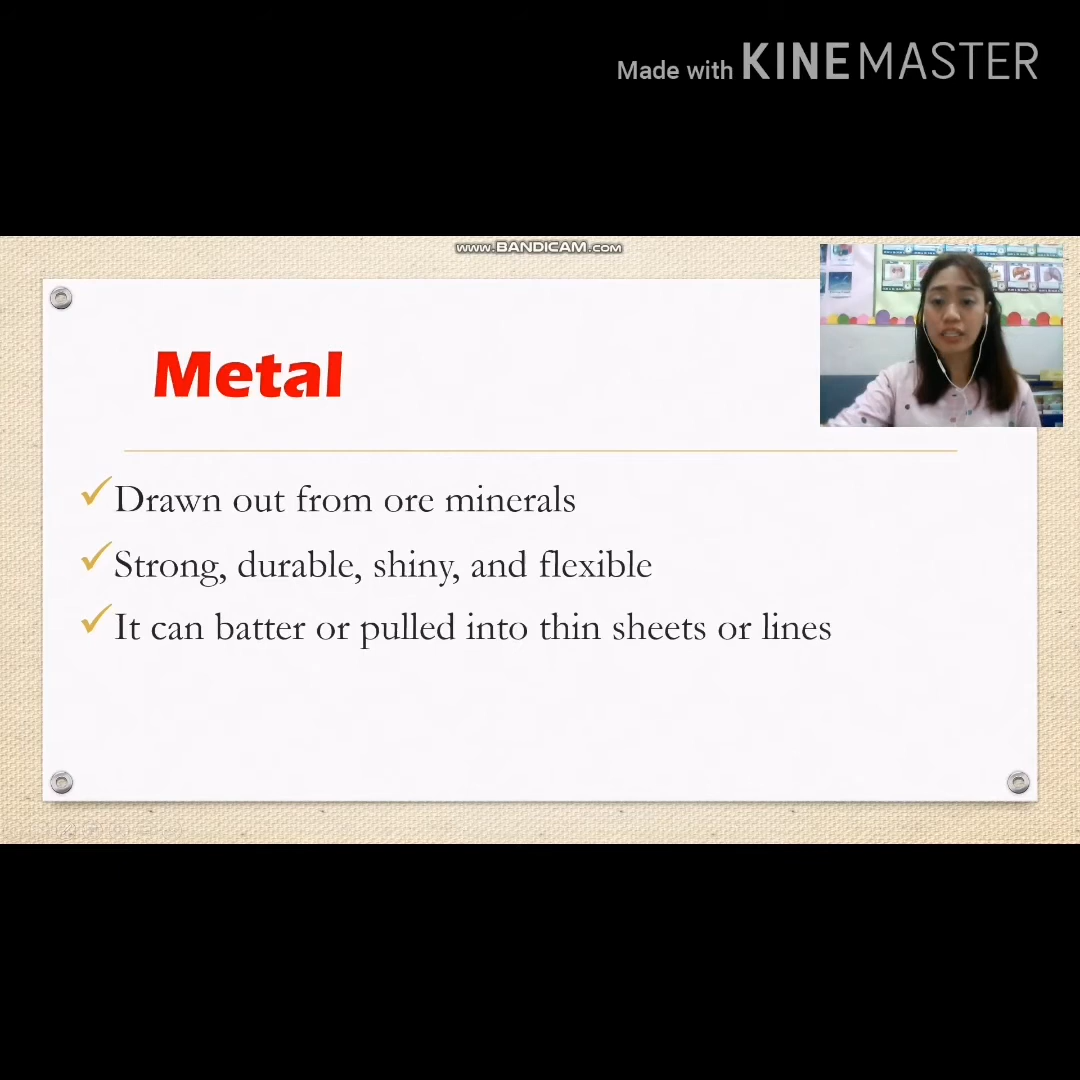 Made with KINEMASTER
www.BANDICAM.com
Metal
Drawn out from ore minerals
Strong, durable, shiny, and flexible
It can batter or pulled into thin sheets or lines